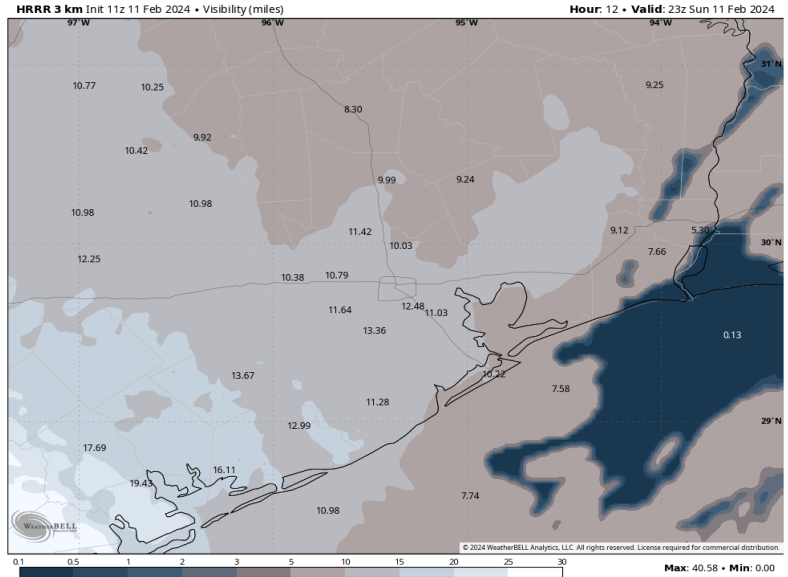 HRRR 3 km Init 11z 11 Feb 2024 • Visibility (miles)
Hour: 12 • Valid: 23z Sun 11 Feb 2024
97°W 96°W 95°W 94°W
31°N
10.77 10.25 9.25
8.30
9.92
10.42
9.99 9.24
10.98 10.98
11.42 9.12 5.30
10.03 30°N
7.66
12.25
10.38 10.79
11.64 12.48 11.03
13.36 0.13
13.67 10.22
7.58
11.28
12.99 29°N
17.69
16.11
19.43
7.74
10.98
WEATHERBELL
© 2024 WeatherBELL Analytics, LLC. All rights reserved. License required for commercial distribution.
0.1 0.5 1 2 3 5 10 15 20 25 30
Max: 40.58 • Min: 0.00